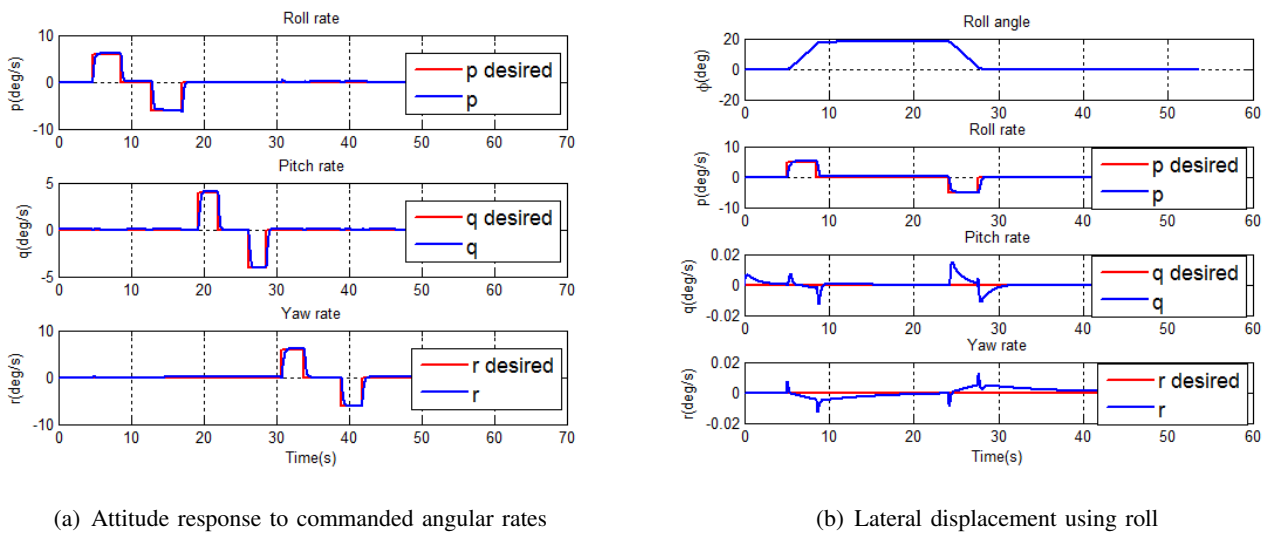 Roll rate
10
0
-10
p(deg/s)
p desired
p
0 10 20 30 40 50 60 70
Pitch rate
5
0
-5
q(deg/s)
q desired
q
0 10 20 30 40 50 60 70
Yaw rate
10
0
-10
r(deg/s)
r desired
r
0 10 20 30 40 50 60 70
Time(s)
(a) Attitude response to commanded angular rates
Roll angle
20
0
-20
ϕ(deg)
0 10 20 30 40 50 60
Roll rate
10
0
-10
p(deg/s)
p desired
p
0 10 20 30 40 50 60
Pitch rate
0.02
0
-0.02
q(deg/s)
q desired
q
0 10 20 30 40 50 60
Yaw rate
0.02
0
-0.02
r(deg/s)
r desired
r
0 10 20 30 40 50 60
Time(s)
(b) Lateral displacement using roll